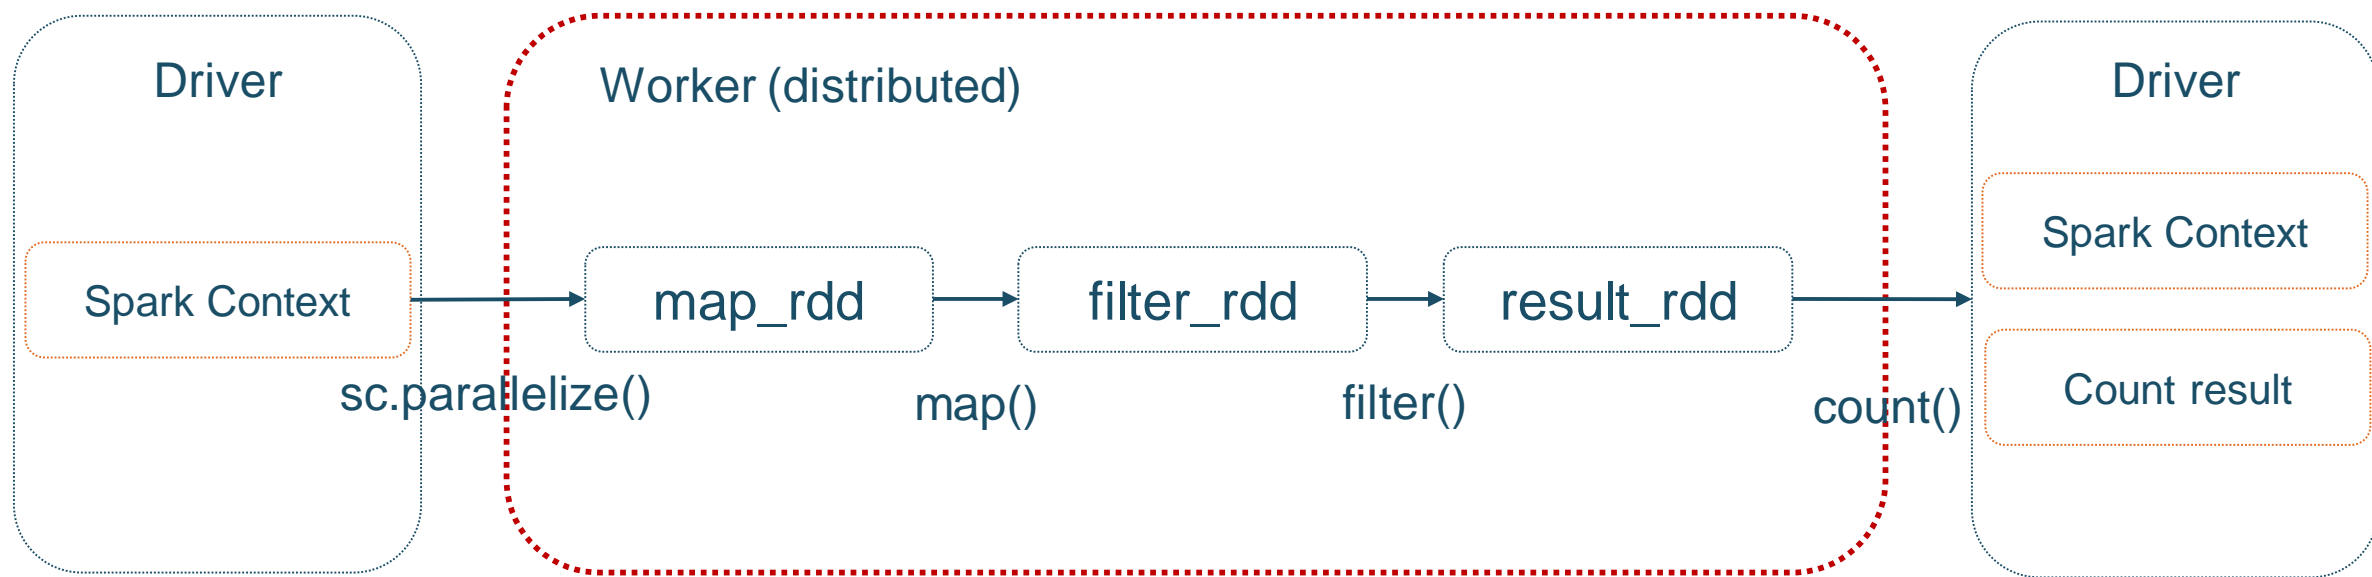 Driver
Spark Context
Worker (distributed)
map_rdd
filter_rdd
result_rdd
sc.parallelize()
map()
filter()
count()
Driver
Spark Context
Count result